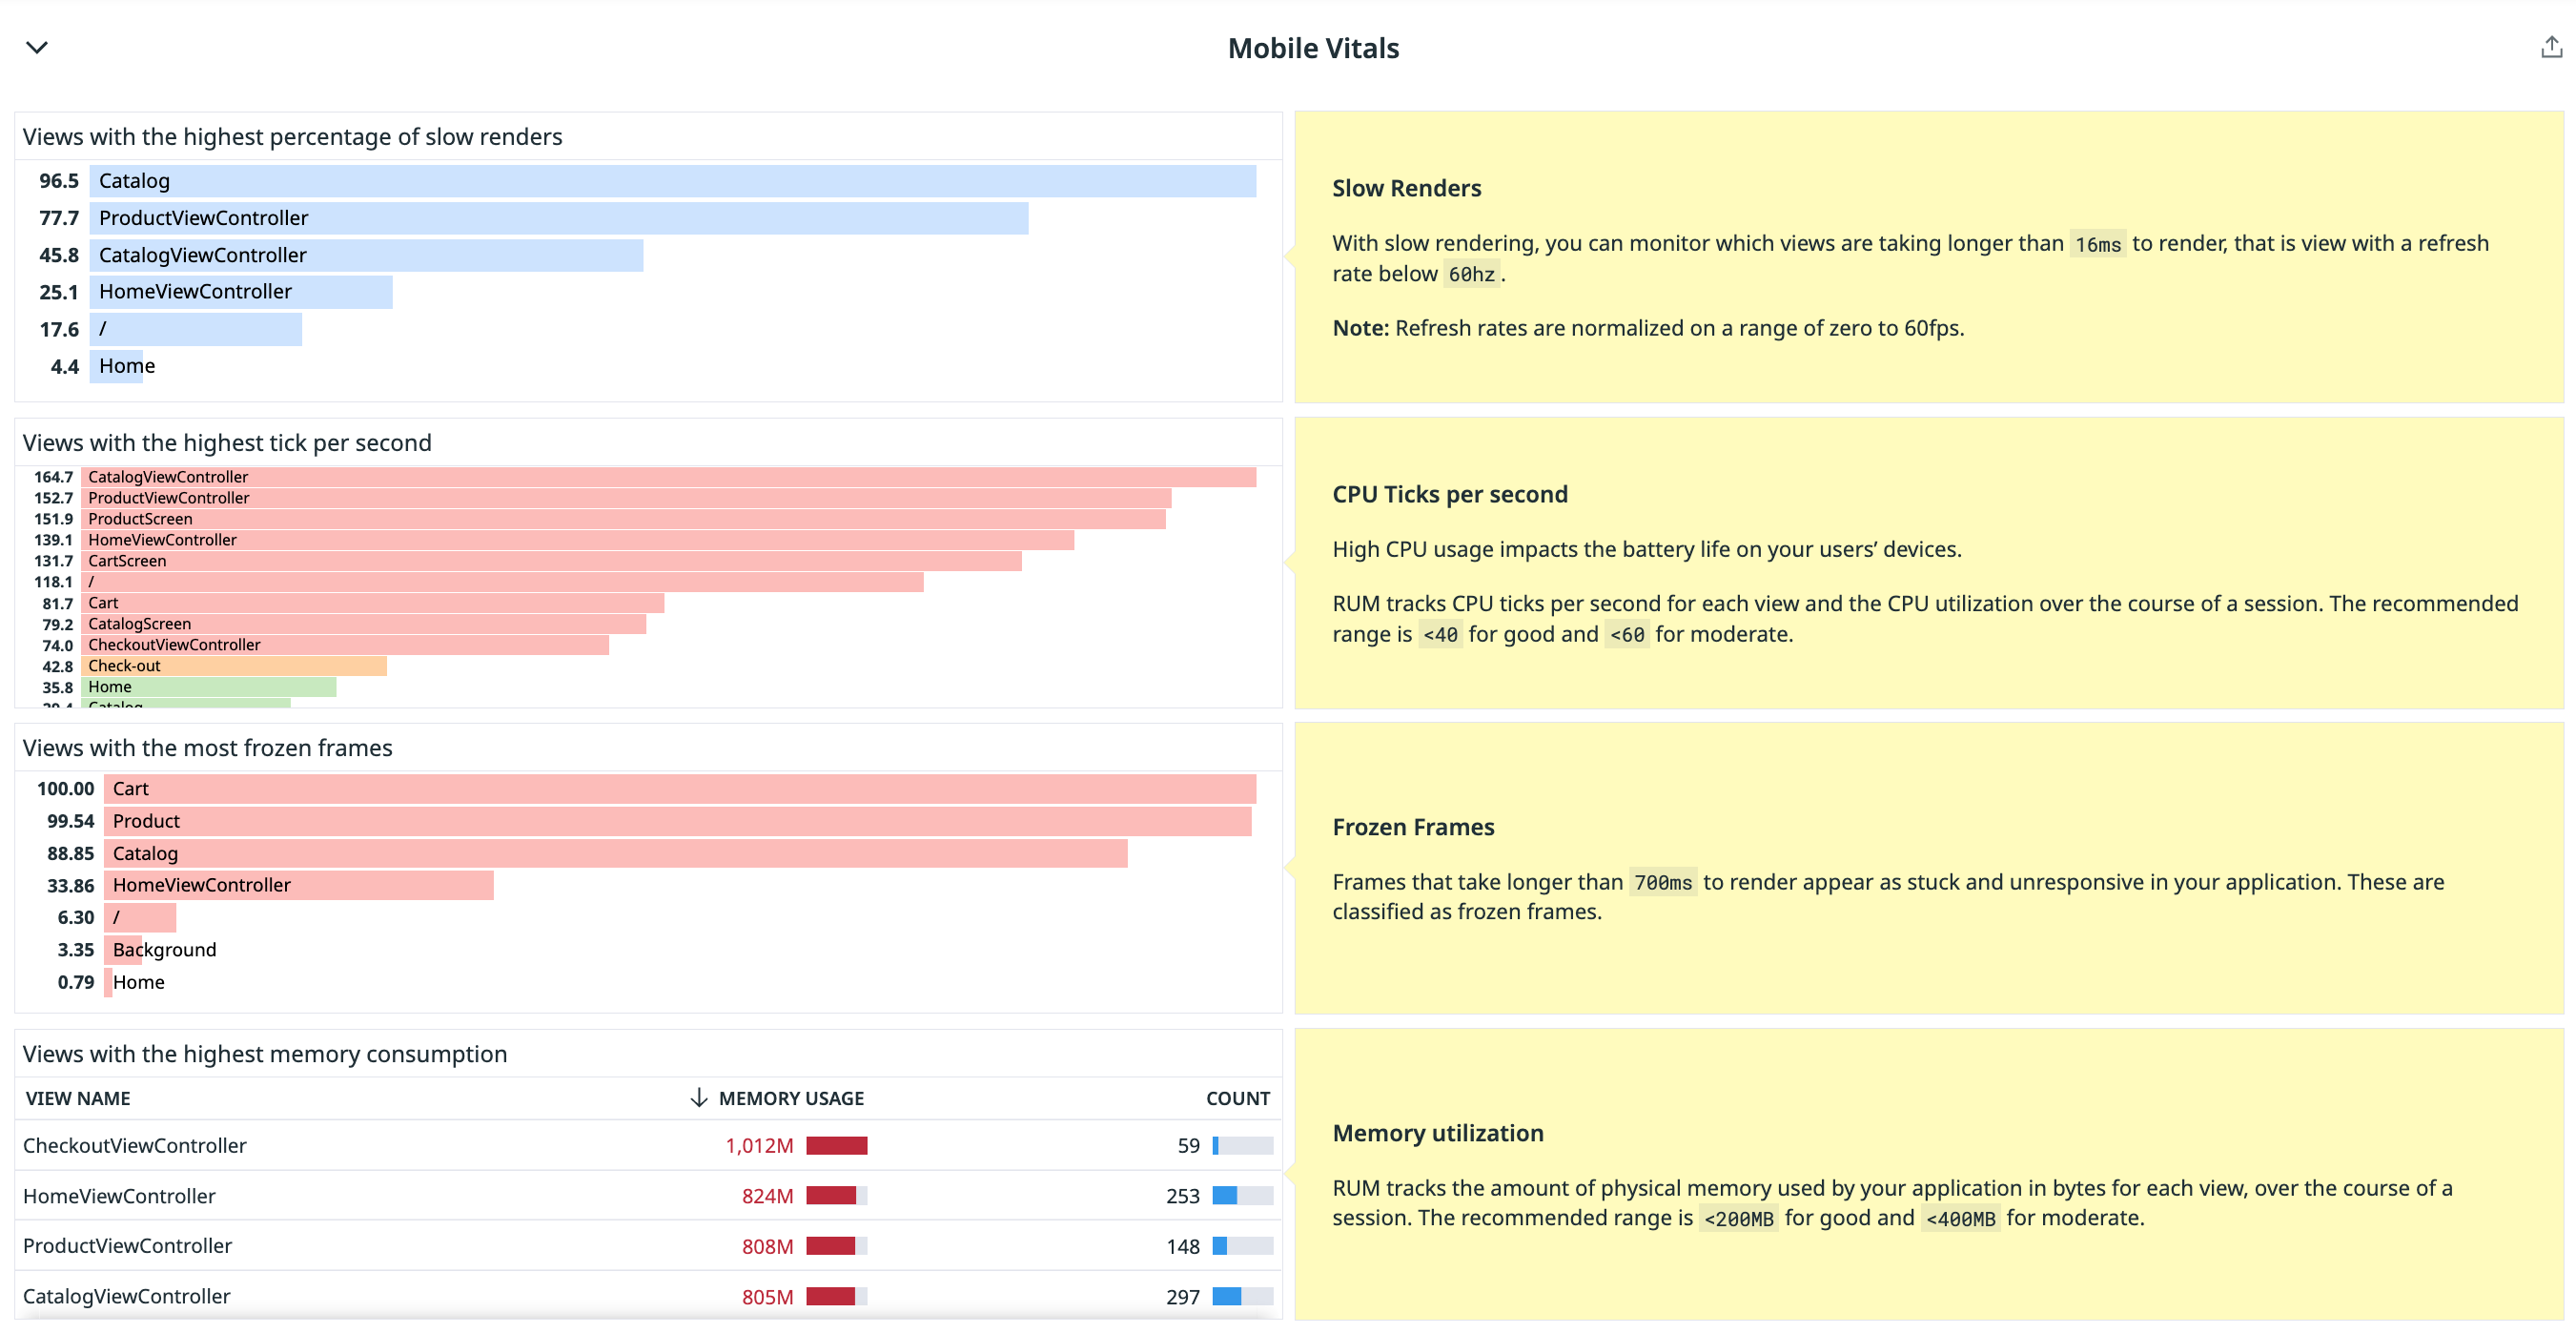 Mobile Vitals
Views with the highest percentage of slow renders
96.5 Catalog
77.7 ProductViewController
45.8 CatalogViewController
25.1 HomeViewController
17.6 /
4.4 Home
Slow Renders
With slow rendering, you can monitor which views are taking longer than 16ms to render, that is view with a refresh
rate below 60hz.
Note: Refresh rates are normalized on a range of zero to 60fps.
Views with the highest tick per second
164.7 CatalogViewController
152.7 ProductViewController
151.9 ProductScreen
139.1 HomeViewController
131.7 CartScreen
118.1 /
81.7 Cart
79.2 CatalogScreen
74.0 CheckoutViewController
42.8 Check-out
35.8 Home
Catalog
CPU Ticks per second
High CPU usage impacts the battery life on your users’ devices.
RUM tracks CPU ticks per second for each view and the CPU utilization over the course of a session. The recommended
range is <40 for good and <60 for moderate.
Views with the most frozen frames
100.00 Cart
99.54 Product
88.85 Catalog
33.86 HomeViewController
6.30 /
3.35 Background
0.79 Home
Frozen Frames
Frames that take longer than 700ms to render appear as stuck and unresponsive in your application. These are
classified as frozen frames.
Views with the highest memory consumption
VIEW NAME ↓ MEMORY USAGE COUNT
CheckoutViewController 1,012M 59
HomeViewController 824M 253
ProductViewController 808M 148
CatalogViewController 805M 297
Memory utilization
RUM tracks the amount of physical memory used by your application in bytes for each view, over the course of a
session. The recommended range is <200MB for good and <400MB for moderate.